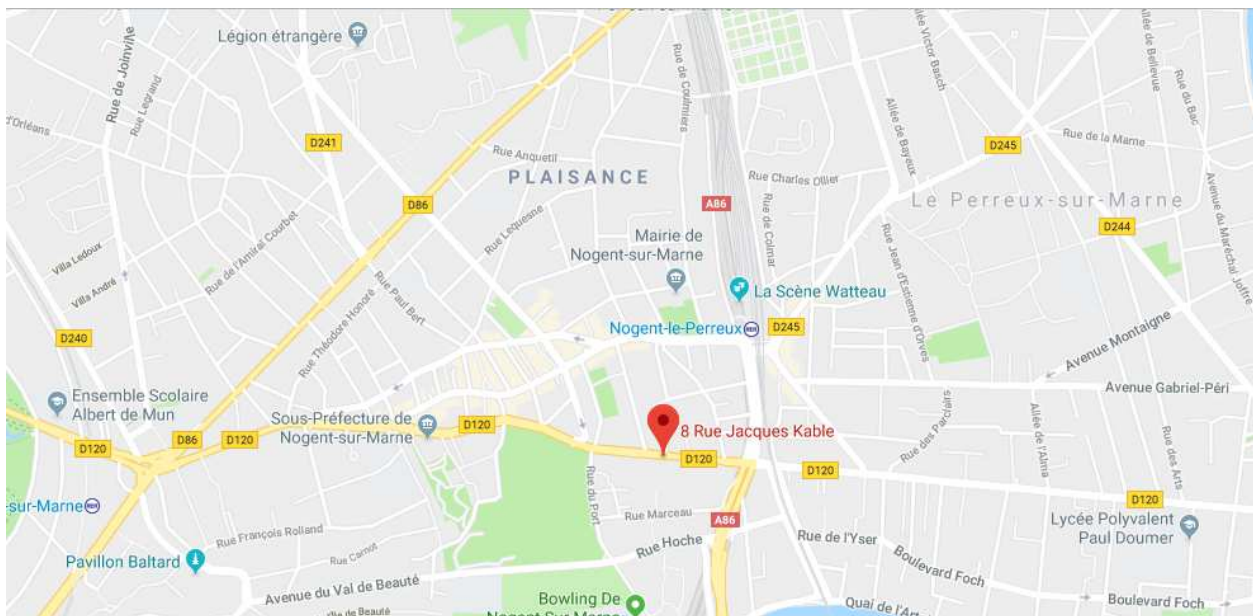 Légion étrangère
Rue de Joinville
Rue Legrand
d'Orléans
D241
Rue Anquetil
PLAISANCE
D86
Rue de Coulmiers
A86
Rue Charles Ollier
Rue de Colmar
Allée Victor Basch
Allée de Bayeux
D245
Allée de Bellevue
Rue du Bac
Rue de la Marne
Le Perreux-sur-Marne
Avenue du Maréchal Joffre
D244
Rue Lequesne
Mairie de
Nogent-sur-Marne
La Scène Watteau
Rue Jean d'Estienne d'Orves
Villa Ledoux
Rue de l'Amiral Courbet
Villa André
Rue Paul Bert
Rue Théodore Honoré
Nogent-le-Perreux
D245
D240
Avenue Montaigne
Avenue Gabriel-Péri
Ensemble Scolaire
Albert de Mun
Sous-Préfecture de
Nogent-sur-Marne
D120
8 Rue Jacques Kablé
Rue des Parclairs
Allée de l'Alma
Rue des Arts
D120
D86
D120
D120
D120
D120
-sur-Marne
Rue du Port
Rue Marceau
A86
Rue François Rolland
Rue Carnot
Pavillon Baltard
Rue Hoche
Rue de l'Yser
Boulevard Foch
Lycée Polyvalent
Paul Doumer
Avenue du Val de Beauté
Bowling De
Nogent Sur Marne
Quai de l'Art
Boulevard Foch